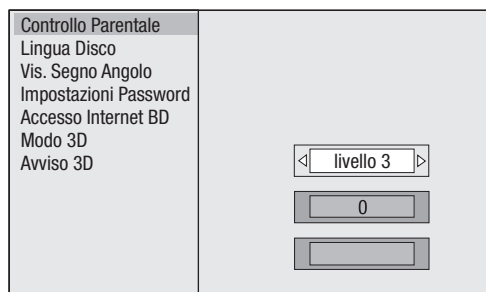 Controllo Parentale
Lingua Disco
Vis. Segno Angolo
Impostazioni Password
Accesso Internet BD
Modo 3D
Avviso 3D
livello 3
0